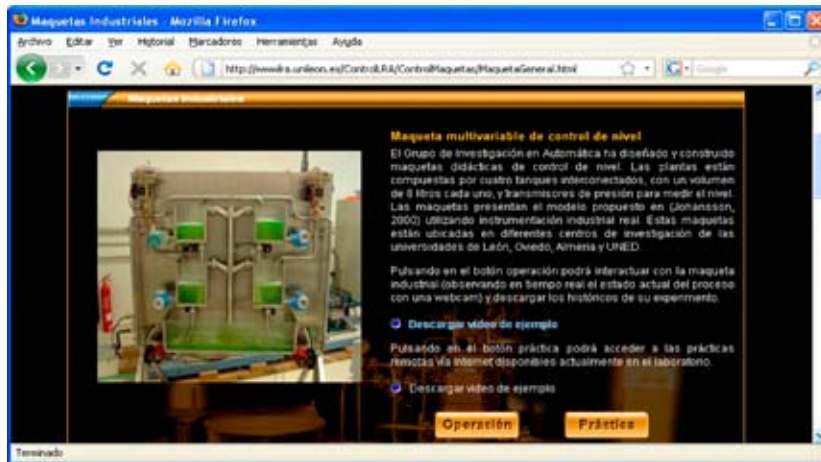 Maquetas Industriales - Mozilla Firefox
Archivo Editar Ver Historial Marcadores Herramientas Ayuda
http://www.lra.unileon.es/ControlLRA/ControlMaquetas/MaquetaGeneral.html
Google
Maquetas Industriales
Maqueta multivariable de control de nivel
El Grupo de Investigación en Automática ha diseñado y construido
maquetas didácticas de control de nivel. Las plantas están
compuestas por cuatro tanques interconectados, con un volumen
de 8 litros cada uno, y transmisores de presión para medir el nivel.
Las maquetas presentan el modelo propuesto en (Johansson,
2000) utilizando instrumentación industrial real. Estas maquetas
están ubicadas en diferentes centros de investigación de las
universidades de León, Oviedo, Almeria y UNED.
Pulsando en el botón operación podrá interactuar con la maqueta
industrial (observando en tiempo real el estado actual del proceso
con una webcam) y descargar los históricos de su experimento.
Descargar video de ejemplo
Pulsando en el botón práctica podrá acceder a las prácticas
remotas vía Internet disponibles actualmente en el laboratorio.
Descargar video de ejemplo
Operación Práctica
Terminado